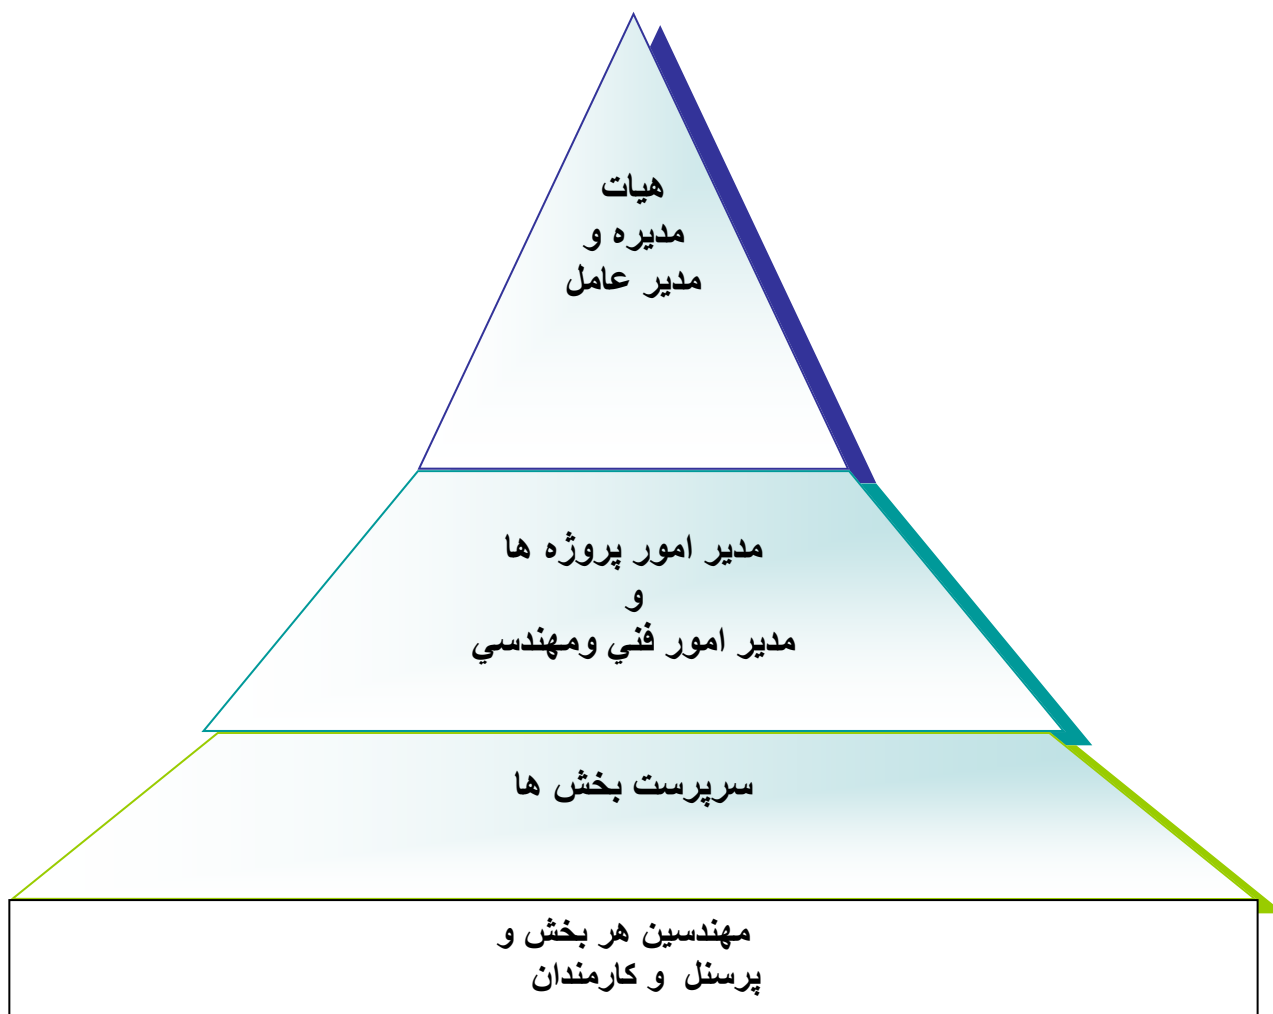 هيات
مديره و
مدير عامل
مدير امور پروژه ها
و
مدير امور فني ومهندسي
سرپرست بخش ها
مهندسين هر بخش و
پرسنل و كارمندان